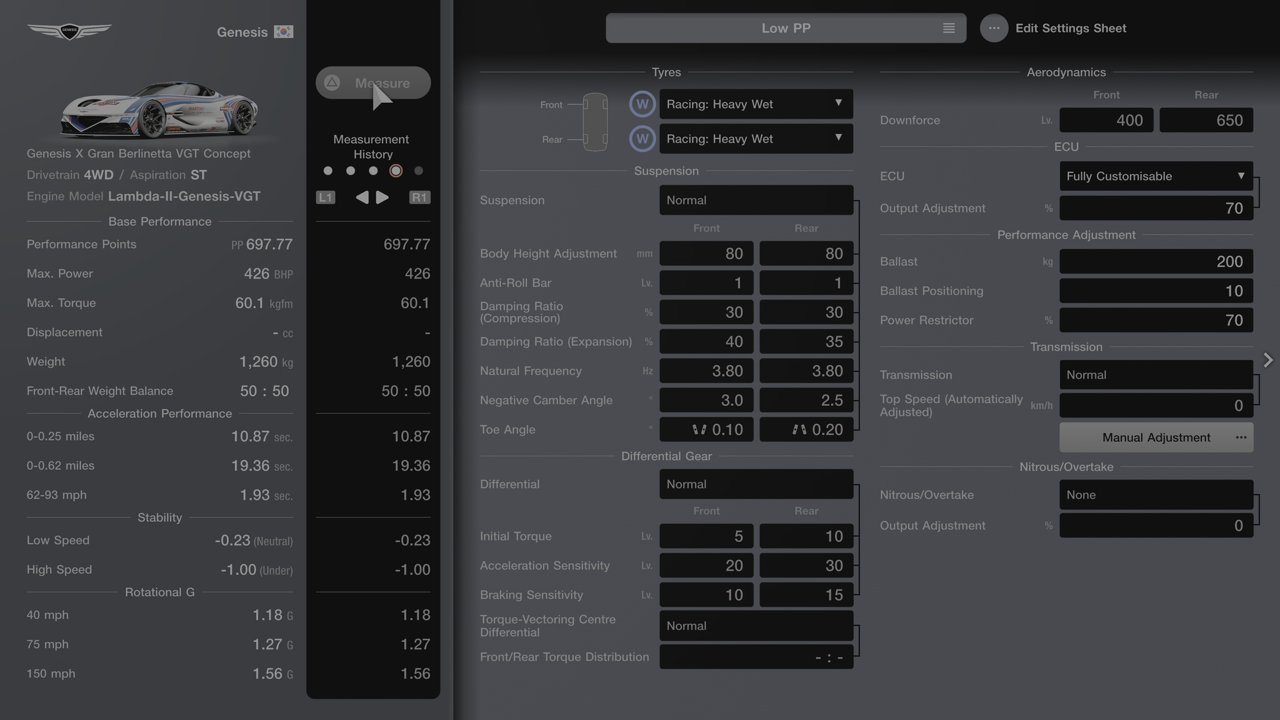 Genesis
Genesis X Gran Berlinetta VGT Concept
Drivetrain 4WD / Aspiration ST
Engine Model Lambda-II-Genesis-VGT
Base Performance
Performance Points PP 697.77
Max. Power 426 BHP
Max. Torque 60.1 kgfm
Displacement - cc
Weight 1,260 kg
Front-Rear Weight Balance 50 : 50
Acceleration Performance
0-0.25 miles 10.87 sec.
0-0.62 miles 19.36 sec.
62-93 mph 1.93 sec.
Stability
Low Speed -0.23 (Neutral)
High Speed -1.00 (Under)
Rotational G
40 mph 1.18 G
75 mph 1.27 G
150 mph 1.56 G
Measure
Measurement
History
L1 R1
697.77
426
60.1
-
1,260
50 : 50
10.87
19.36
1.93
-0.23
-1.00
1.18
1.27
1.56
Low PP
Edit Settings Sheet
Tyres
Front W Racing: Heavy Wet
Rear W Racing: Heavy Wet
Suspension
Suspension Normal
Front Rear
Body Height Adjustment mm 80 80
Anti-Roll Bar Lv. 1 1
Damping Ratio
(Compression) % 30 30
Damping Ratio (Expansion) % 40 35
Natural Frequency Hz 3.80 3.80
Negative Camber Angle ° 3.0 2.5
Toe Angle ° 0.10 0.20
Differential Gear
Differential Normal
Front Rear
Initial Torque Lv. 5 10
Acceleration Sensitivity Lv. 20 30
Braking Sensitivity Lv. 10 15
Torque-Vectoring Centre
Differential Normal
Front/Rear Torque Distribution - : -
Aerodynamics
Front Rear
Downforce Lv. 400 650
ECU
ECU Fully Customisable
Output Adjustment % 70
Performance Adjustment
Ballast kg 200
Ballast Positioning 10
Power Restrictor % 70
Transmission
Transmission Normal
Top Speed (Automatically
Adjusted) km/h 0
Manual Adjustment
Nitrous/Overtake
Nitrous/Overtake None
Output Adjustment % 0